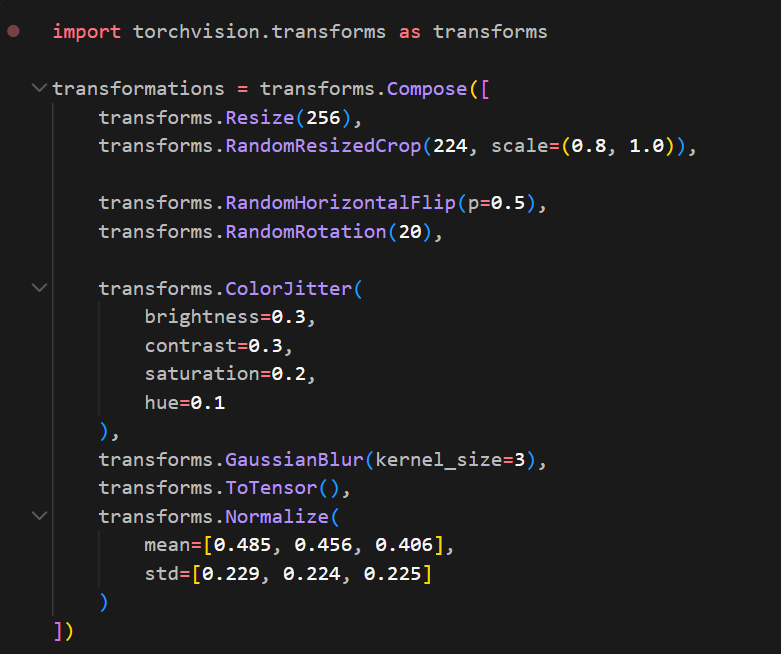 import torchvision.transforms as transforms
transformations = transforms.Compose([
transforms.Resize(256),
transforms.RandomResizedCrop(224, scale=(0.8, 1.0)),
transforms.RandomHorizontalFlip(p=0.5),
transforms.RandomRotation(20),
transforms.ColorJitter(
brightness=0.3,
contrast=0.3,
saturation=0.2,
hue=0.1
),
transforms.GaussianBlur(kernel_size=3),
transforms.ToTensor(),
transforms.Normalize(
mean=[0.485, 0.456, 0.406],
std=[0.229, 0.224, 0.225]
)
])